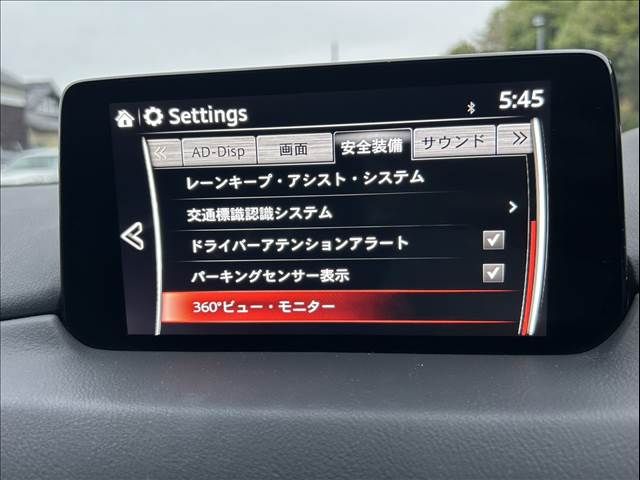 Settings
5:45
AD-Disp
画面
安全装備
サウンド
レーンキープ・アシスト・システム
交通標識認識システム
ドライバーアテンションアラート
パーキングセンサー表示
360°ビュー・モニター